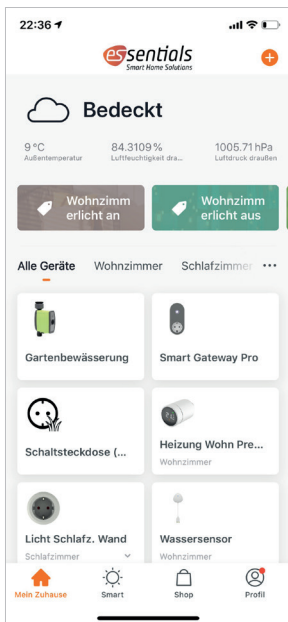 22:36
essentials
Smart Home Solutions
Bedeckt
9 °C
84.3109 %
1005.71 hPa
Außentemperatur
Luftfeuchtigkeit dra...
Luftdruck draußen
Wohnzimm
erlicht an
Wohnzimm
erlicht aus
Alle Geräte
Wohnzimmer
Schlafzimmer
Gartenbewässerung
Smart Gateway Pro
Schaltsteckdose (...
Heizung Wohn Pre...
Wohnzimmer
Licht Schlafz. Wand
Schlafzimmer
Wassersensor
Wohnzimmer
Mein Zuhause
Smart
Shop
Profil